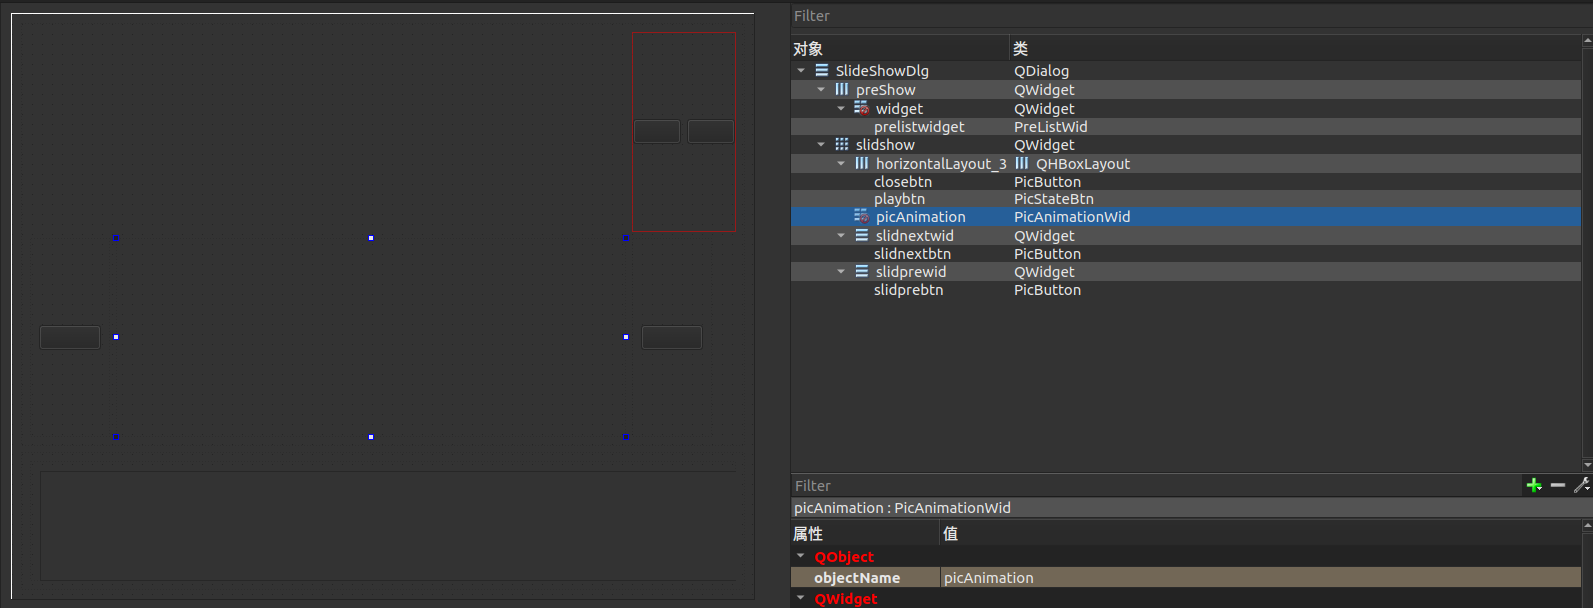 Filter
对象 类
SlideShowDlg QDialog
preShow QWidget
widget QWidget
prelistwidget PreListWid
slidshow QWidget
horizontalLayout_3 QHBoxLayout
closebtn PicButton
playbtn PicStateBtn
picAnimation PicAnimationWid
slidnextwid QWidget
slidnextbtn PicButton
slidprewid QWidget
slidprebtn PicButton
Filter
picAnimation : PicAnimationWid
属性 值
QObject
objectName picAnimation
QWidget